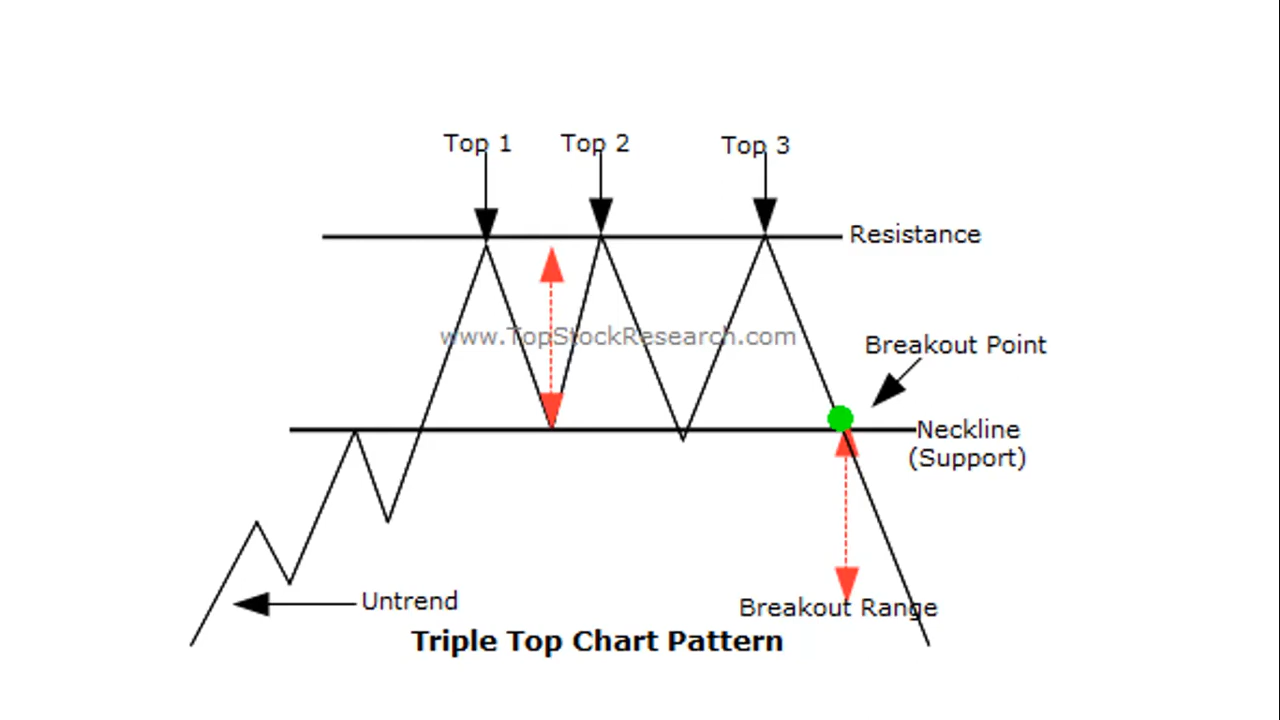 Top 1 Top 2 Top 3
Resistance
www.TopStockResearch.com
Breakout Point
Neckline
(Support)
Untrend
Breakout Range
Triple Top Chart Pattern